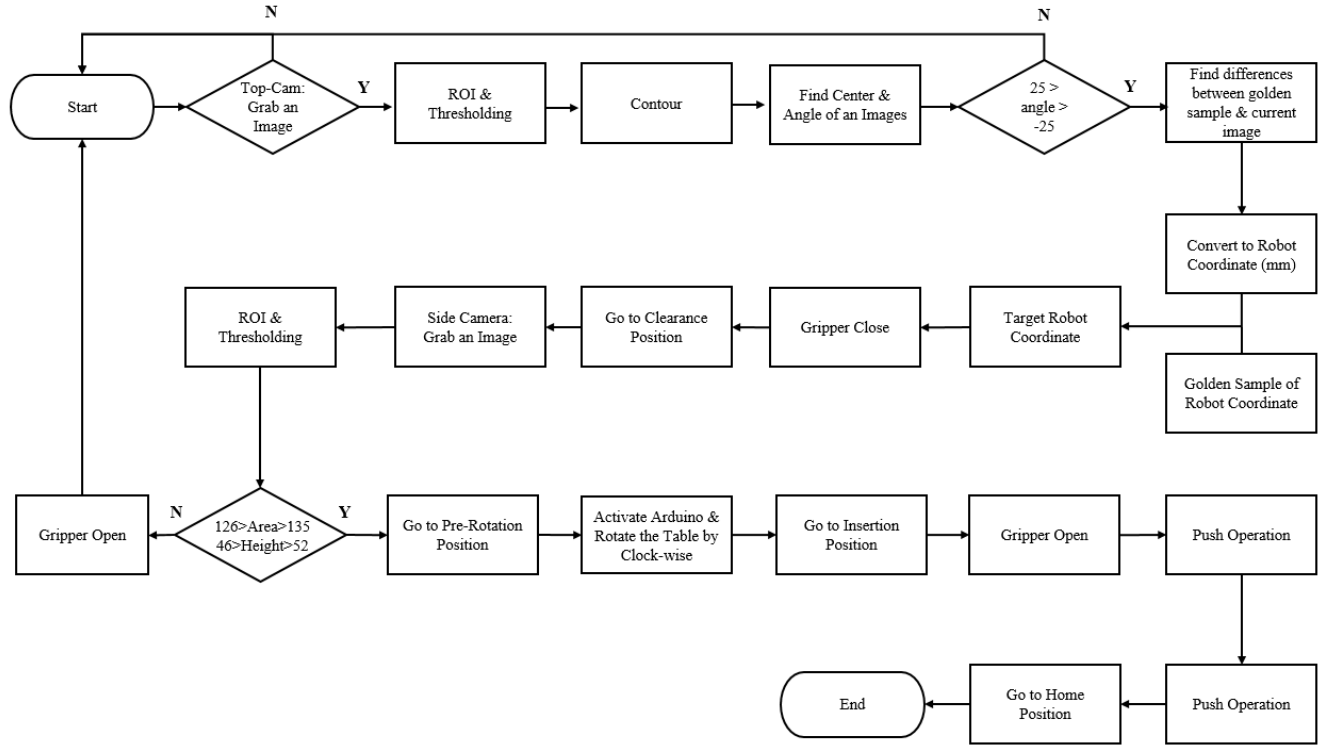 N
N
Start
Top-Cam:
Grab an
Image
Y
ROI &
Thresholding
Contour
Find Center &
Angle of an Images
25 >
angle >
-25
Y
Find differences
between golden
sample & current
image
Convert to Robot
Coordinate (mm)
ROI &
Thresholding
Side Camera:
Grab an Image
Go to Clearance
Position
Gripper Close
Target Robot
Coordinate
Golden Sample of
Robot Coordinate
Gripper Open
N
126>Area>135
46>Height>52
Y
Go to Pre-Rotation
Position
Activate Arduino &
Rotate the Table by
Clock-wise
Go to Insertion
Position
Gripper Open
Push Operation
End
Go to Home
Position
Push Operation